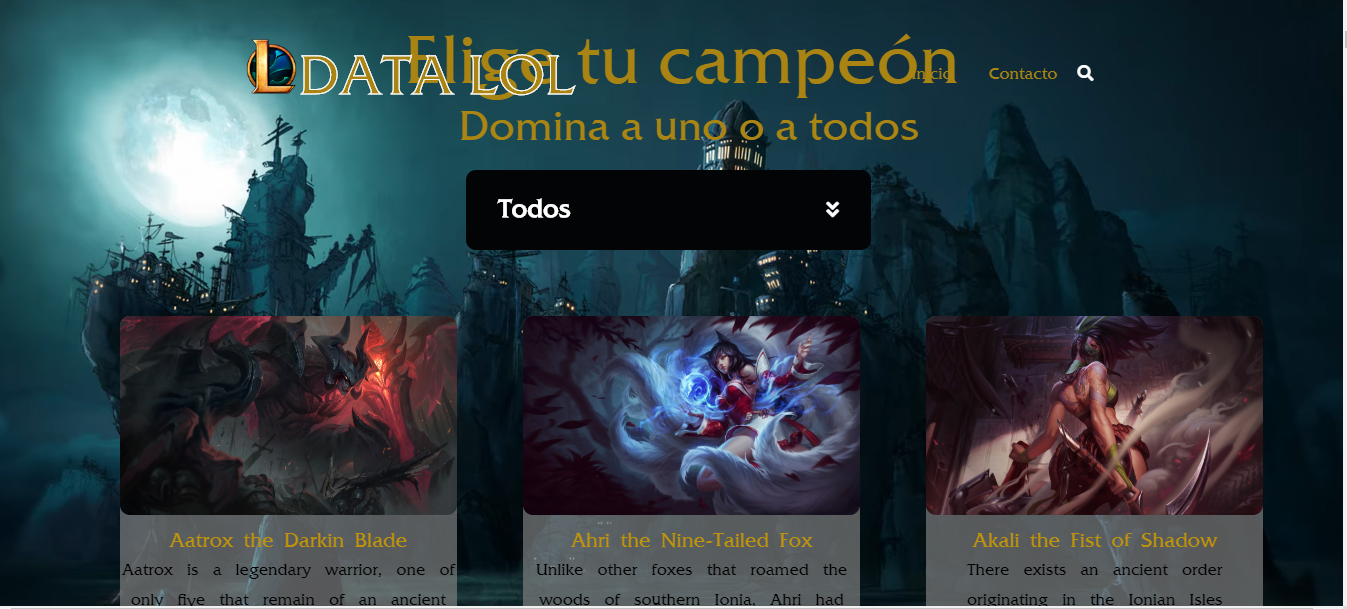 Elige tu campeón
DATA LOL
Inicio
Contacto
Domina a uno o a todos
Todos
Aatrox the Darkin Blade
Aatrox is a legendary warrior, one of
only five that remain of an ancient
Ahri the Nine-Tailed Fox
Unlike other foxes that roamed the
woods of southern Ionia, Ahri had
Akali the Fist of Shadow
There exists an ancient order
originating in the Ionian Isles